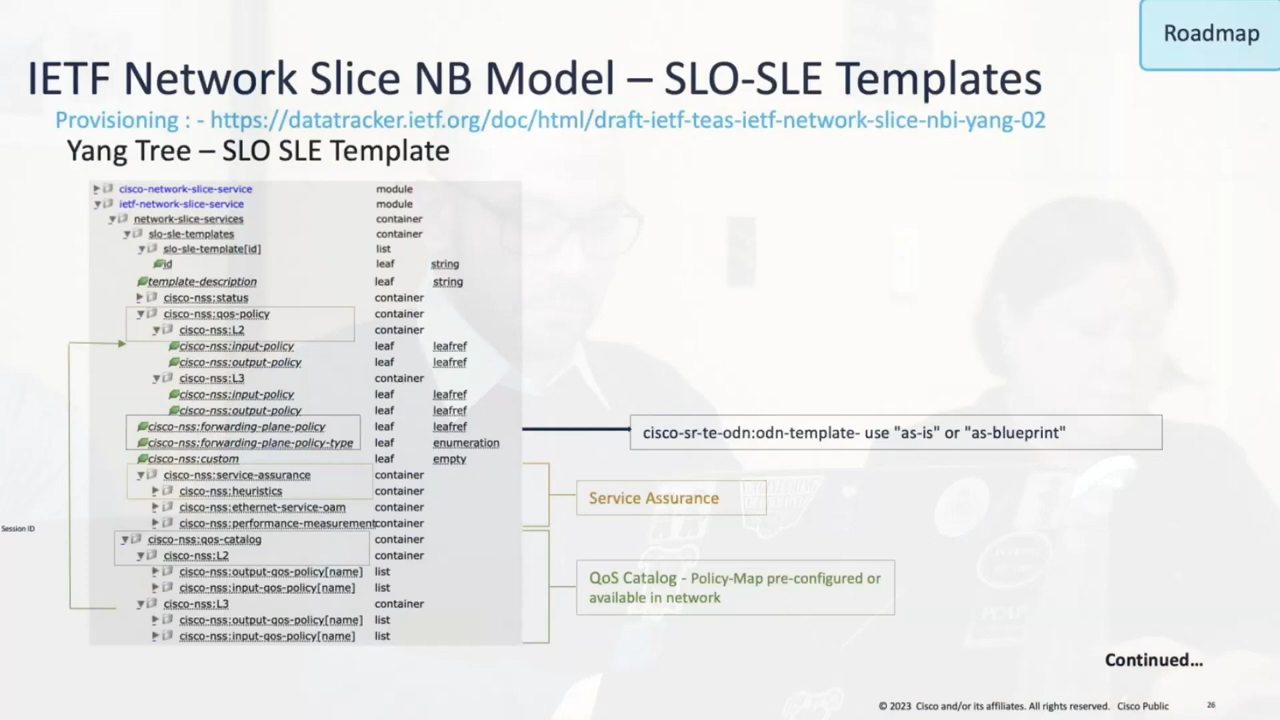 Roadmap
IETF Network Slice NB Model – SLO-SLE Templates
Provisioning : - https://datatracker.ietf.org/doc/html/draft-ietf-teas-ietf-network-slice-nbi-yang-02
Yang Tree – SLO SLE Template
cisco-network-slice-service module
ietf-network-slice-service module
network-slice-services container
slo-sle-templates container
slo-sle-template[id] list
id leaf string
template-description leaf string
cisco-nss:status container
cisco-nss:qos-policy container
cisco-nss:L2 container
cisco-nss:input-policy leaf leafref
cisco-nss:output-policy leaf leafref
cisco-nss:L3 container
cisco-nss:input-policy leaf leafref
cisco-nss:output-policy leaf leafref
cisco-nss:forwarding-plane-policy leaf leafref
cisco-nss:forwarding-plane-policy-type leaf enumeration
cisco-nss:custom leaf empty
cisco-nss:service-assurance container
cisco-nss:heuristics container
cisco-nss:ethernet-service-oam container
cisco-nss:performance-measurement container
cisco-nss:qos-catalog container
cisco-nss:L2 container
cisco-nss:output-qos-policy[name] list
cisco-nss:input-qos-policy[name] list
cisco-nss:L3 container
cisco-nss:output-qos-policy[name] list
cisco-nss:input-qos-policy[name] list
cisco-sr-te-odn:odn-template- use "as-is" or "as-blueprint"
Service Assurance
QoS Catalog - Policy-Map pre-configured or
available in network
Session ID
Continued...
© 2023 Cisco and/or its affiliates. All rights reserved. Cisco Public 26